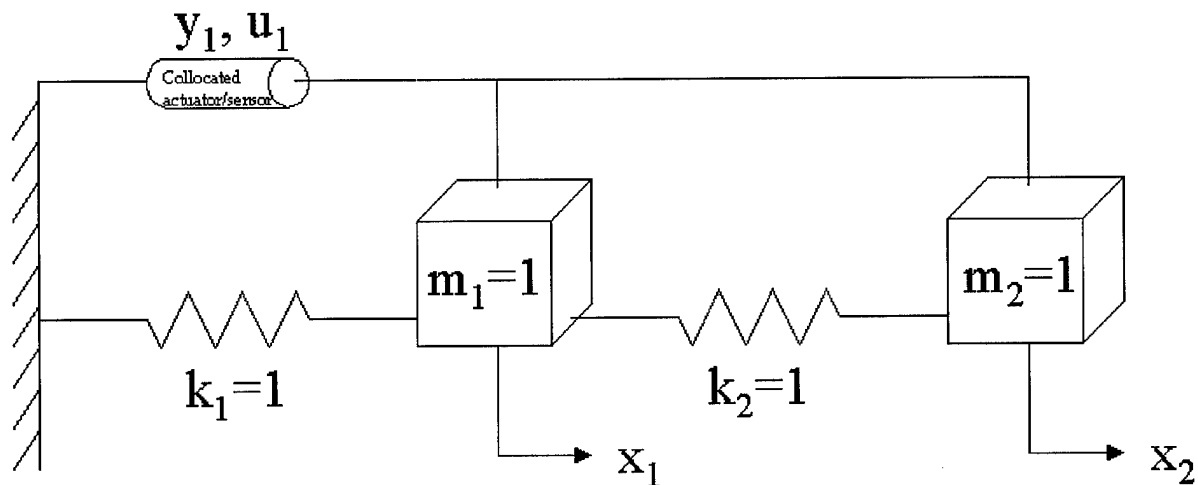 y₁, u₁
Collocated
actuator/sensor
m₁=1
m₂=1
k₁=1
k₂=1
x₁
x₂